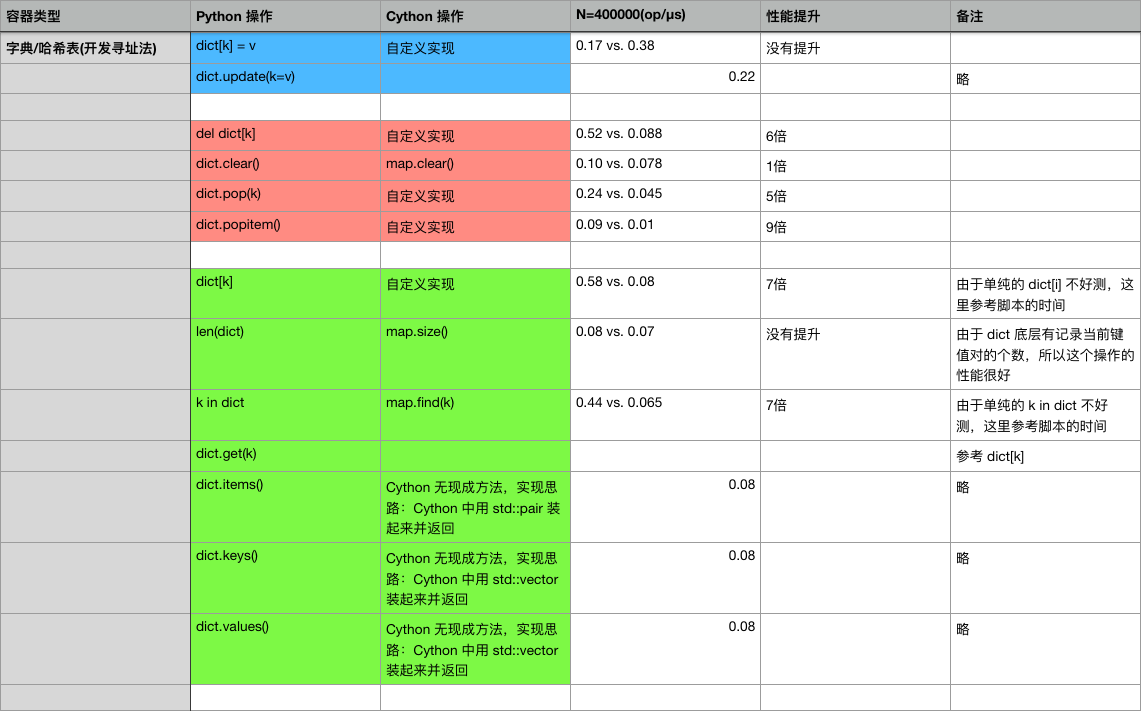 容器类型 Python 操作 Cython 操作 N=400000(op/μs) 性能提升 备注
字典/哈希表(开发寻址法) dict[k] = v 自定义实现 0.17 vs. 0.38 没有提升
dict.update(k=v) 0.22 略
del dict[k] 自定义实现 0.52 vs. 0.088 6倍
dict.clear() map.clear() 0.10 vs. 0.078 1倍
dict.pop(k) 自定义实现 0.24 vs. 0.045 5倍
dict.popitem() 自定义实现 0.09 vs. 0.01 9倍
dict[k] 自定义实现 0.58 vs. 0.08 7倍 由于单纯的 dict[i] 不好测，这
里参考脚本的时间
len(dict) map.size() 0.08 vs. 0.07 没有提升 由于 dict 底层有记录当前键
值对的个数，所以这个操作的
性能很好
k in dict map.find(k) 0.44 vs. 0.065 7倍 由于单纯的 k in dict 不好
测，这里参考脚本的时间
dict.get(k) 参考 dict[k]
dict.items() Cython 无现成方法，实现思 0.08 略
路：Cython 中用 std::pair 装
起来并返回
dict.keys() Cython 无现成方法，实现思 0.08 略
路：Cython 中用 std::vector
装起来并返回
dict.values() Cython 无现成方法，实现思 0.08 略
路：Cython 中用 std::vector
装起来并返回